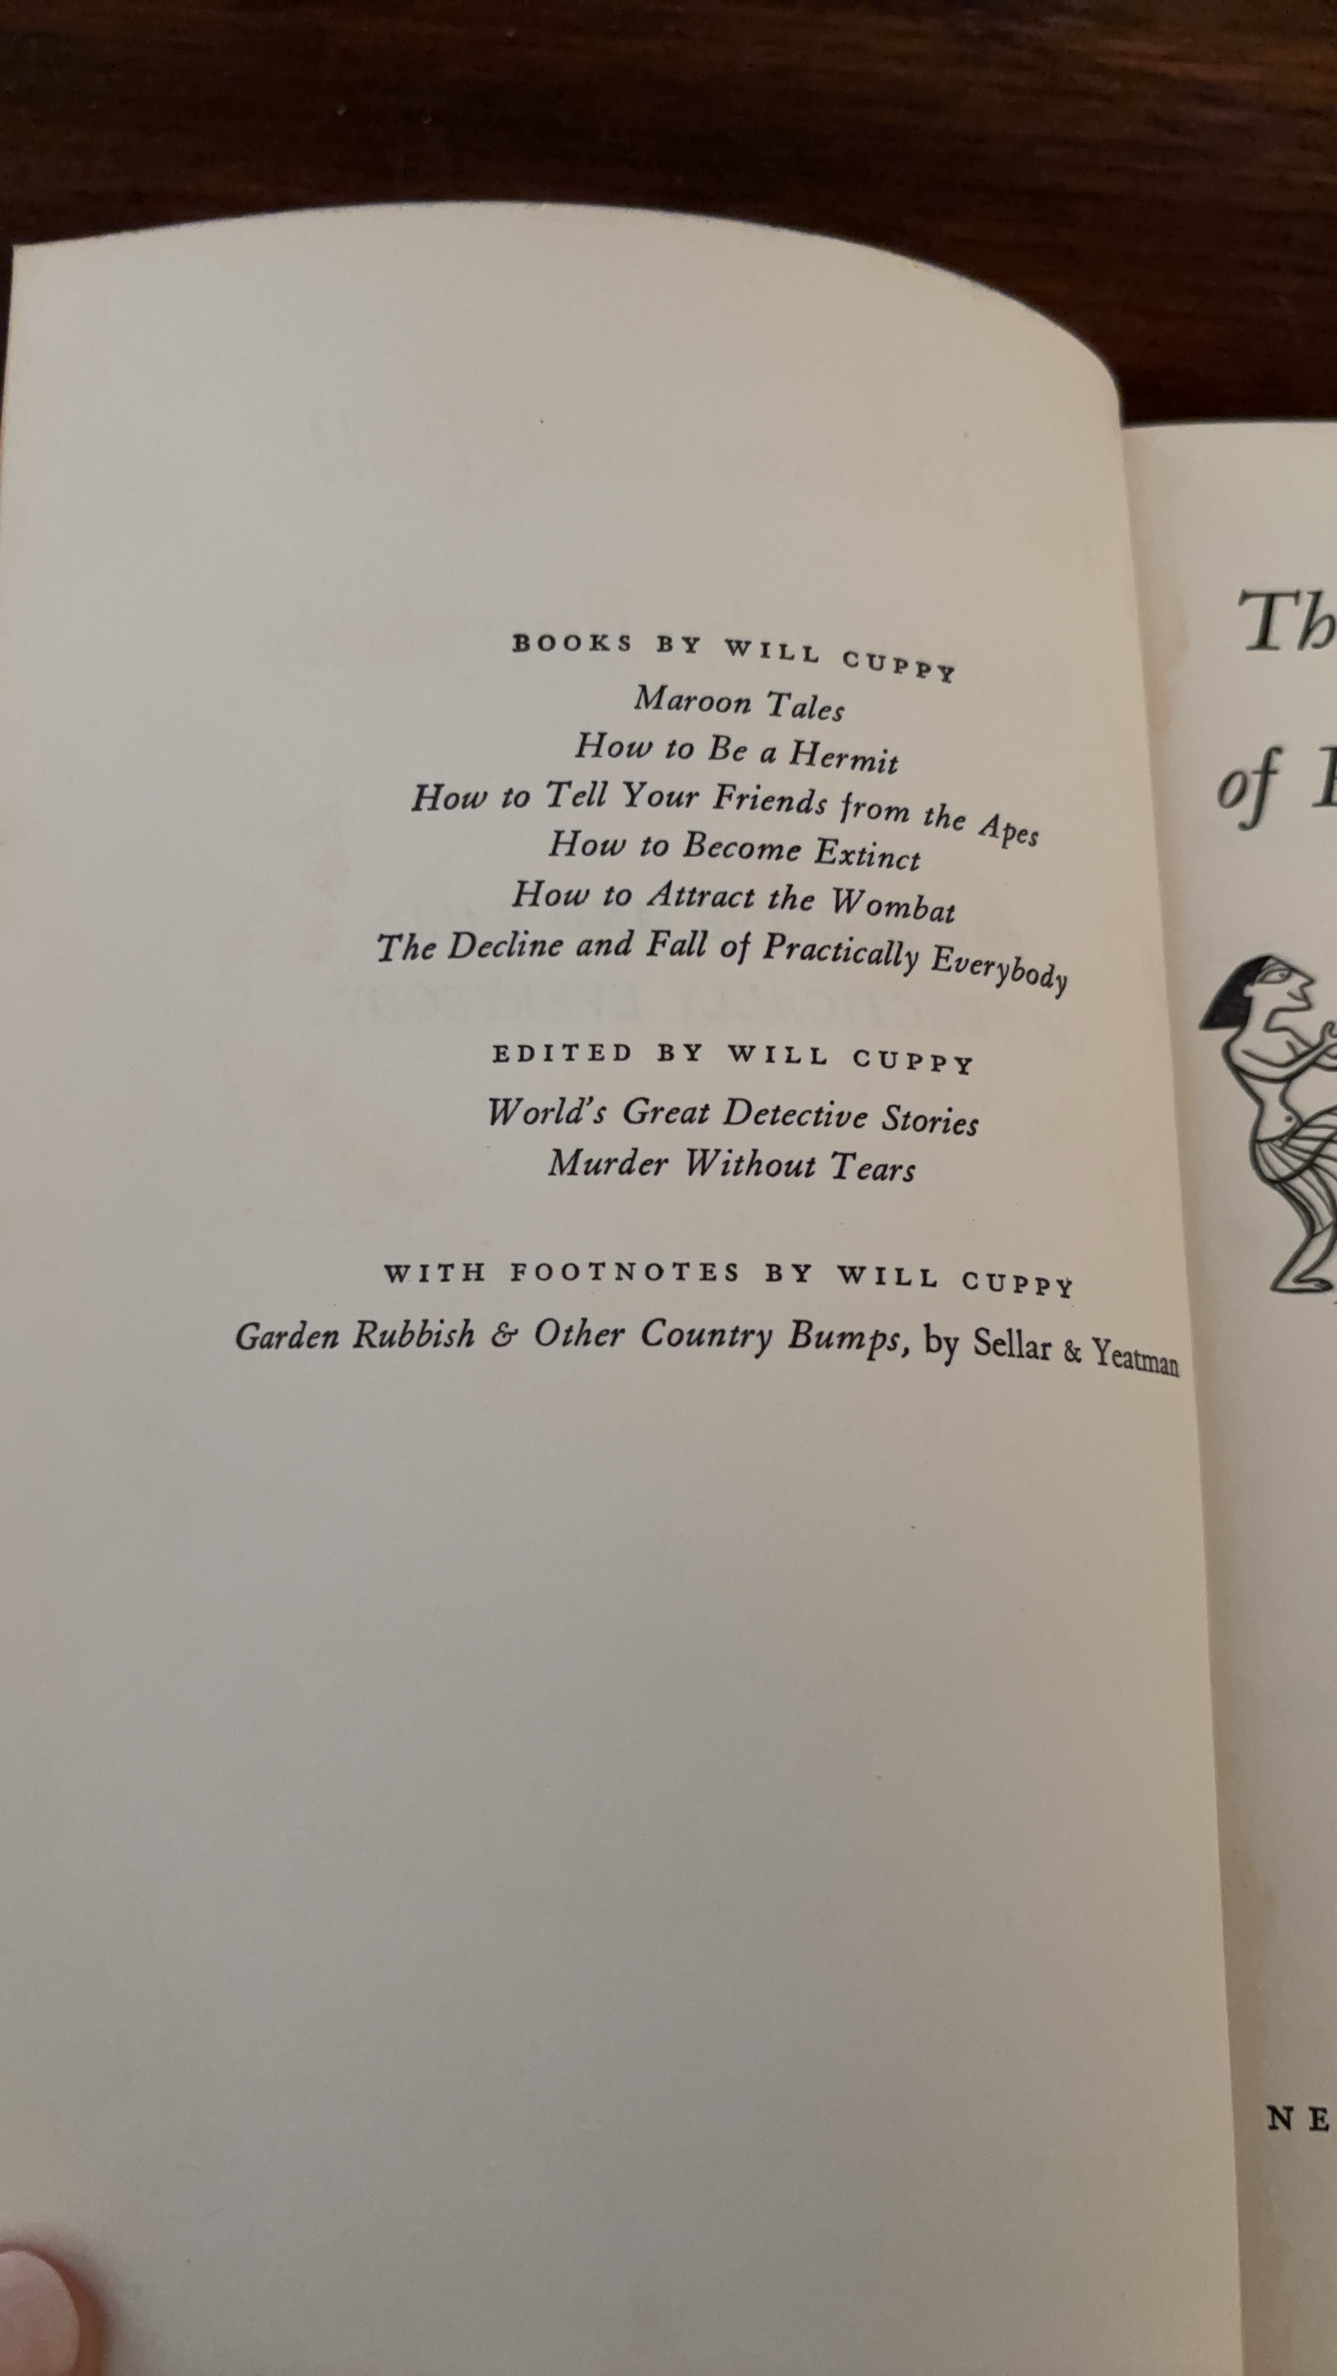 BOOKS BY WILL CUPPY
Maroon Tales
How to Be a Hermit
How to Tell Your Friends from the Apes
How to Become Extinct
How to Attract the Wombat
The Decline and Fall of Practically Everybody
EDITED BY WILL CUPPY
World's Great Detective Stories
Murder Without Tears
WITH FOOTNOTES BY WILL CUPPY
Garden Rubbish & Other Country Bumps, by Sellar & Yeatman
Th
of
NE